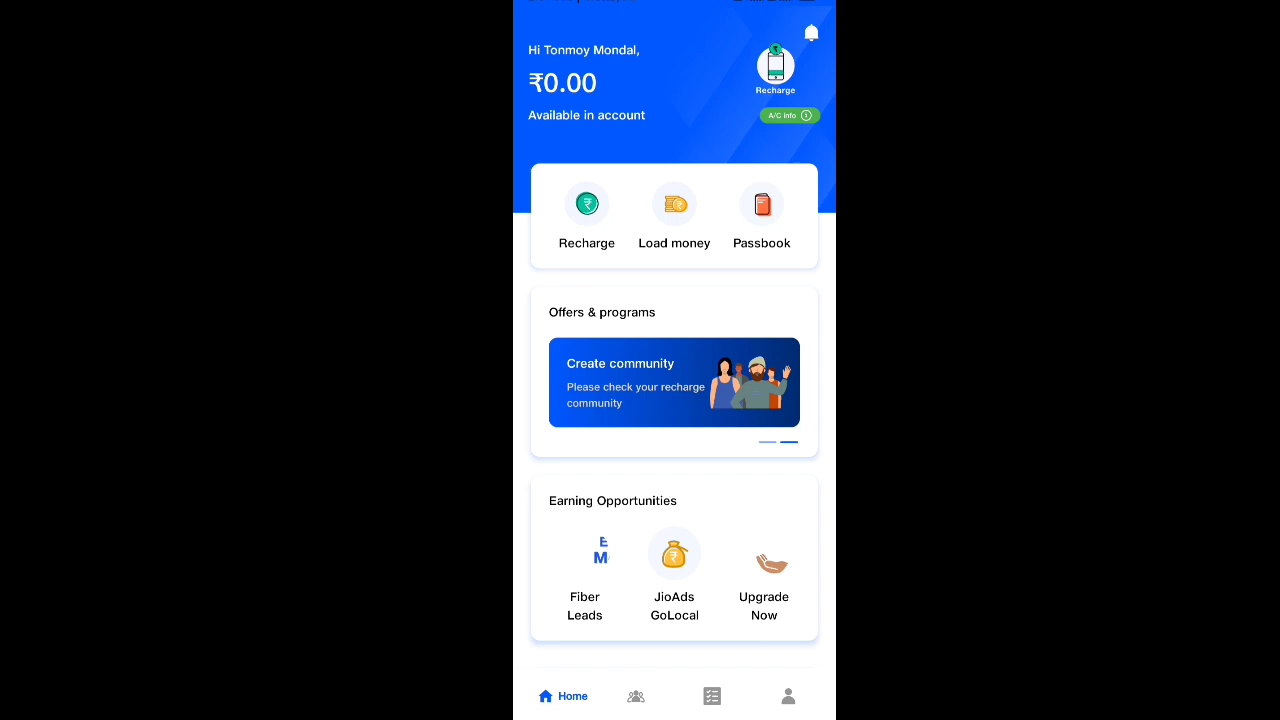 Hi Tonmoy Mondal,
₹0.00
Recharge
Available in account
A/C info
Recharge
Load money
Passbook
Offers & programs
Create community
Please check your recharge
community
Earning Opportunities
E
M
Fiber
Leads
JioAds
GoLocal
Upgrade
Now
Home